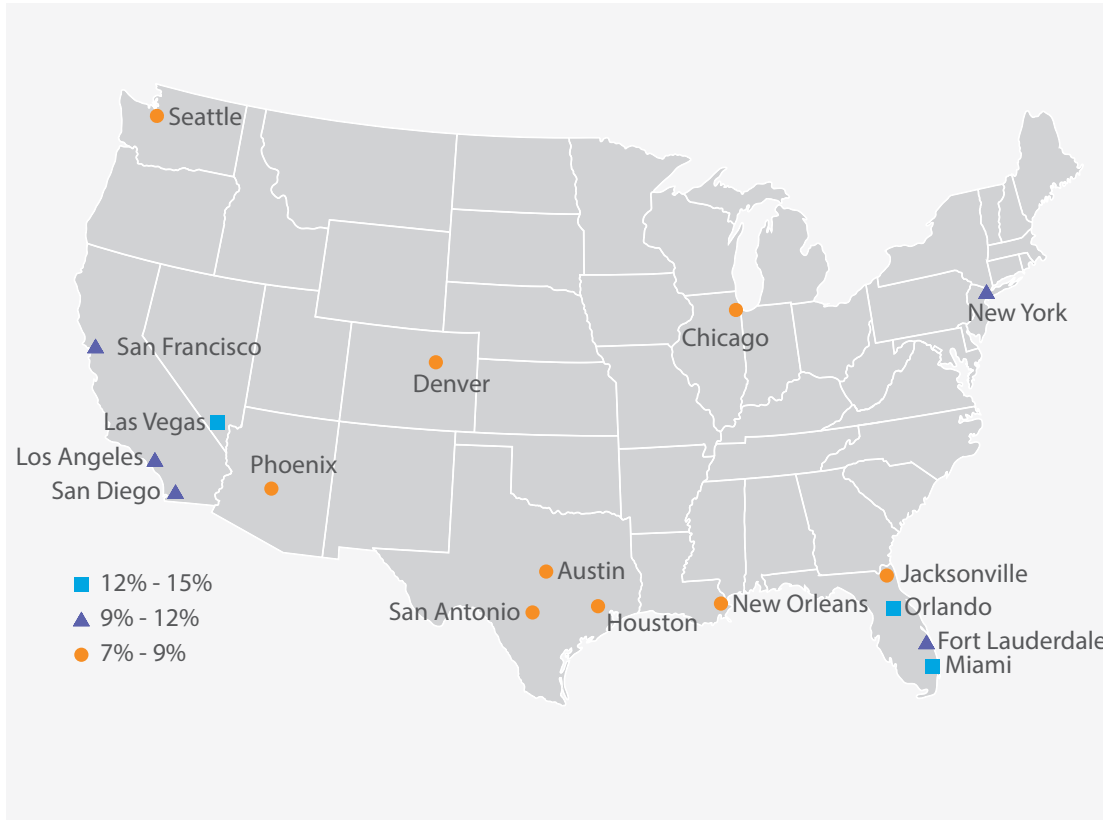 Seattle
New York
Chicago
San Francisco
Denver
Las Vegas
Los Angeles
Phoenix
San Diego
Austin
Jacksonville
12% - 15%
San Antonio
New Orleans
Orlando
9% - 12%
Houston
Fort Lauderdale
7% - 9%
Miami